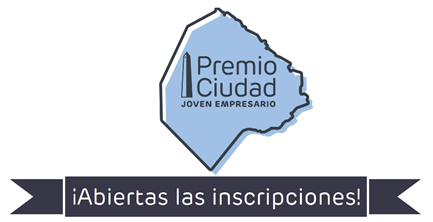 Premio
Ciudad
JOVEN EMPRESARIO
¡Abiertas las inscripciones!